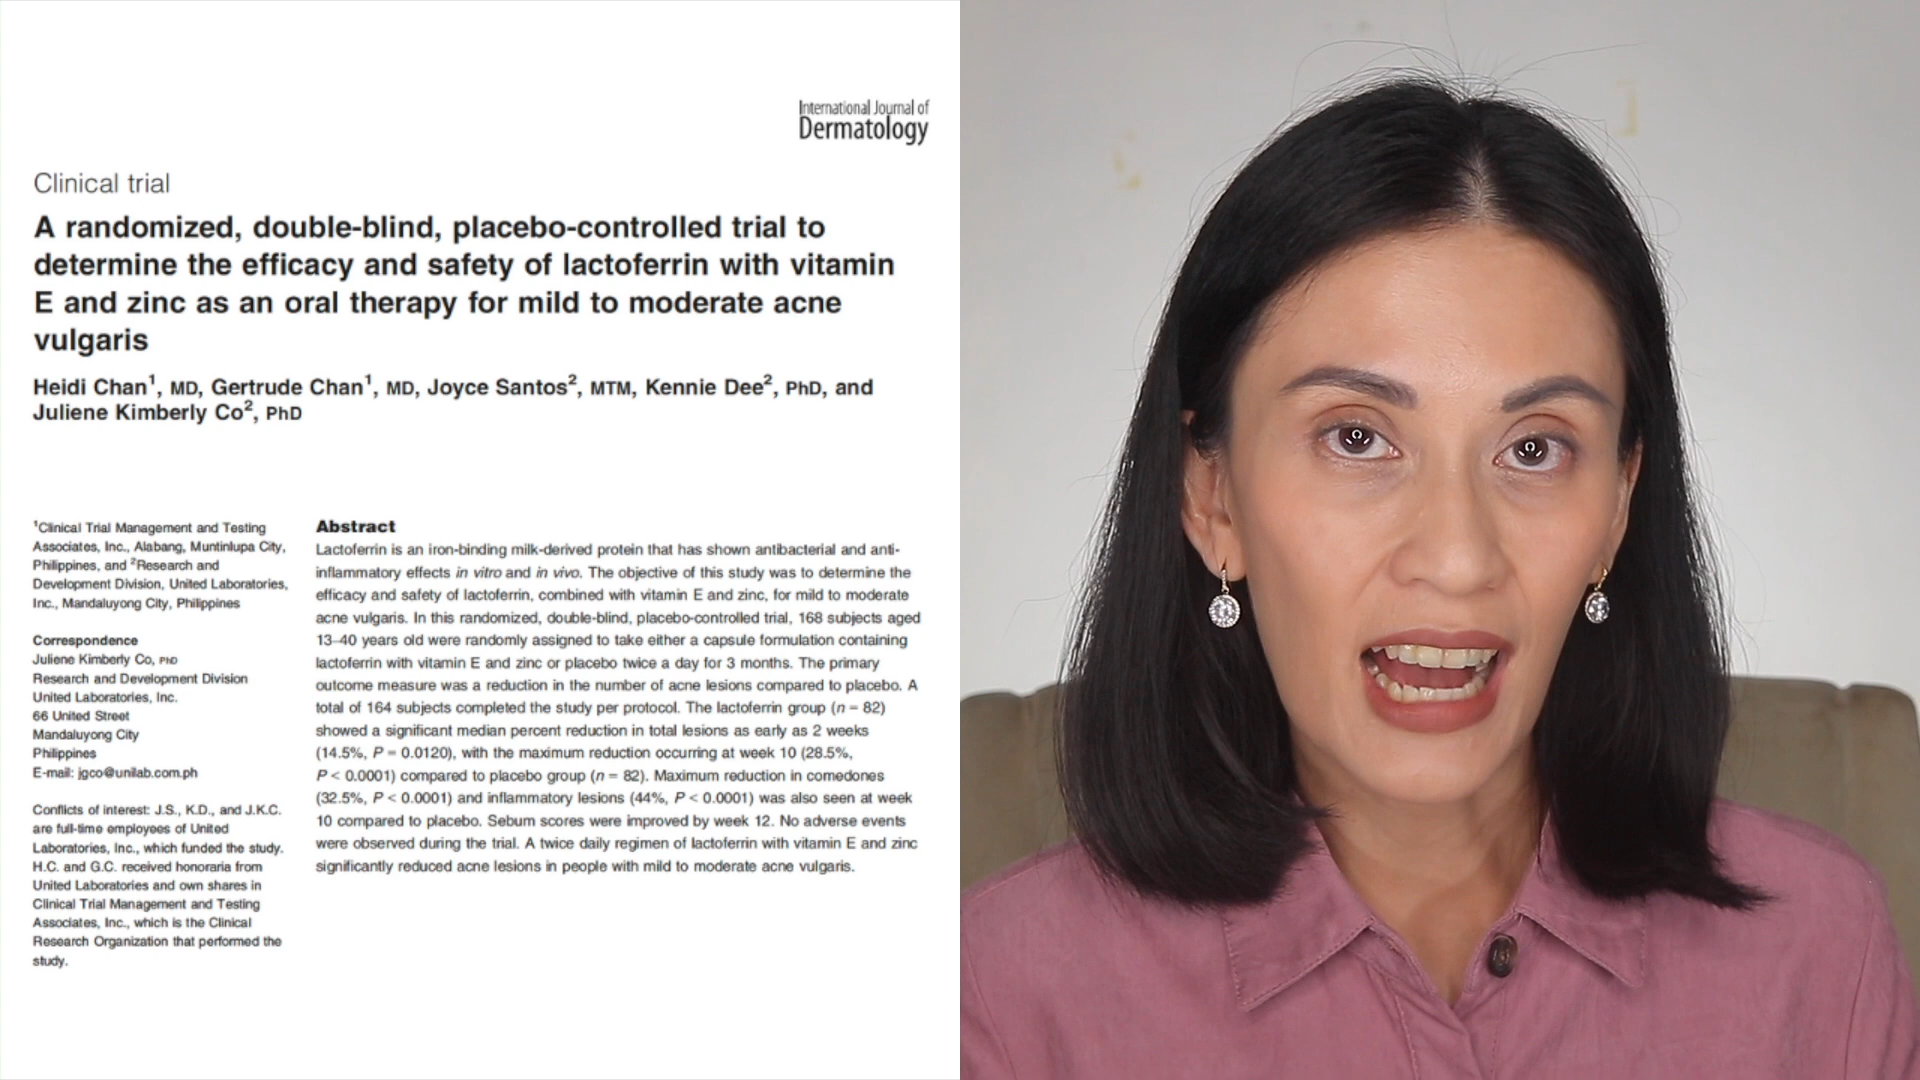 International Journal of
Dermatology
Clinical trial
A randomized, double-blind, placebo-controlled trial to
determine the efficacy and safety of lactoferrin with vitamin
E and zinc as an oral therapy for mild to moderate acne
vulgaris
Heidi Chan1, MD, Gertrude Chan1, MD, Joyce Santos2, MTM, Kennie Dee2, PhD, and
Juliene Kimberly Co2, PhD
1Clinical Trial Management and Testing
Associates, Inc., Alabang, Muntinlupa City,
Philippines, and 2Research and
Development Division, United Laboratories,
Inc., Mandaluyong City, Philippines
Correspondence
Juliene Kimberly Co, PhD
Research and Development Division
United Laboratories, Inc.
66 United Street
Mandaluyong City
Philippines
E-mail: jgco@unilab.com.ph
Conflicts of interest: J.S., K.D., and J.K.C.
are full-time employees of United
Laboratories, Inc., which funded the study.
H.C. and G.C. received honoraria from
United Laboratories and own shares in
Clinical Trial Management and Testing
Associates, Inc., which is the Clinical
Research Organization that performed the
study.
Abstract
Lactoferrin is an iron-binding milk-derived protein that has shown antibacterial and anti-
inflammatory effects in vitro and in vivo. The objective of this study was to determine the
efficacy and safety of lactoferrin, combined with vitamin E and zinc, for mild to moderate
acne vulgaris. In this randomized, double-blind, placebo-controlled trial, 168 subjects aged
13–40 years old were randomly assigned to take either a capsule formulation containing
lactoferrin with vitamin E and zinc or placebo twice a day for 3 months. The primary
outcome measure was a reduction in the number of acne lesions compared to placebo. A
total of 164 subjects completed the study per protocol. The lactoferrin group (n = 82)
showed a significant median percent reduction in total lesions as early as 2 weeks
(14.5%, P = 0.0120), with the maximum reduction occurring at week 10 (28.5%,
P < 0.0001) compared to placebo group (n = 82). Maximum reduction in comedones
(32.5%, P < 0.0001) and inflammatory lesions (44%, P < 0.0001) was also seen at week
10 compared to placebo. Sebum scores were improved by week 12. No adverse events
were observed during the trial. A twice daily regimen of lactoferrin with vitamin E and zinc
significantly reduced acne lesions in people with mild to moderate acne vulgaris.